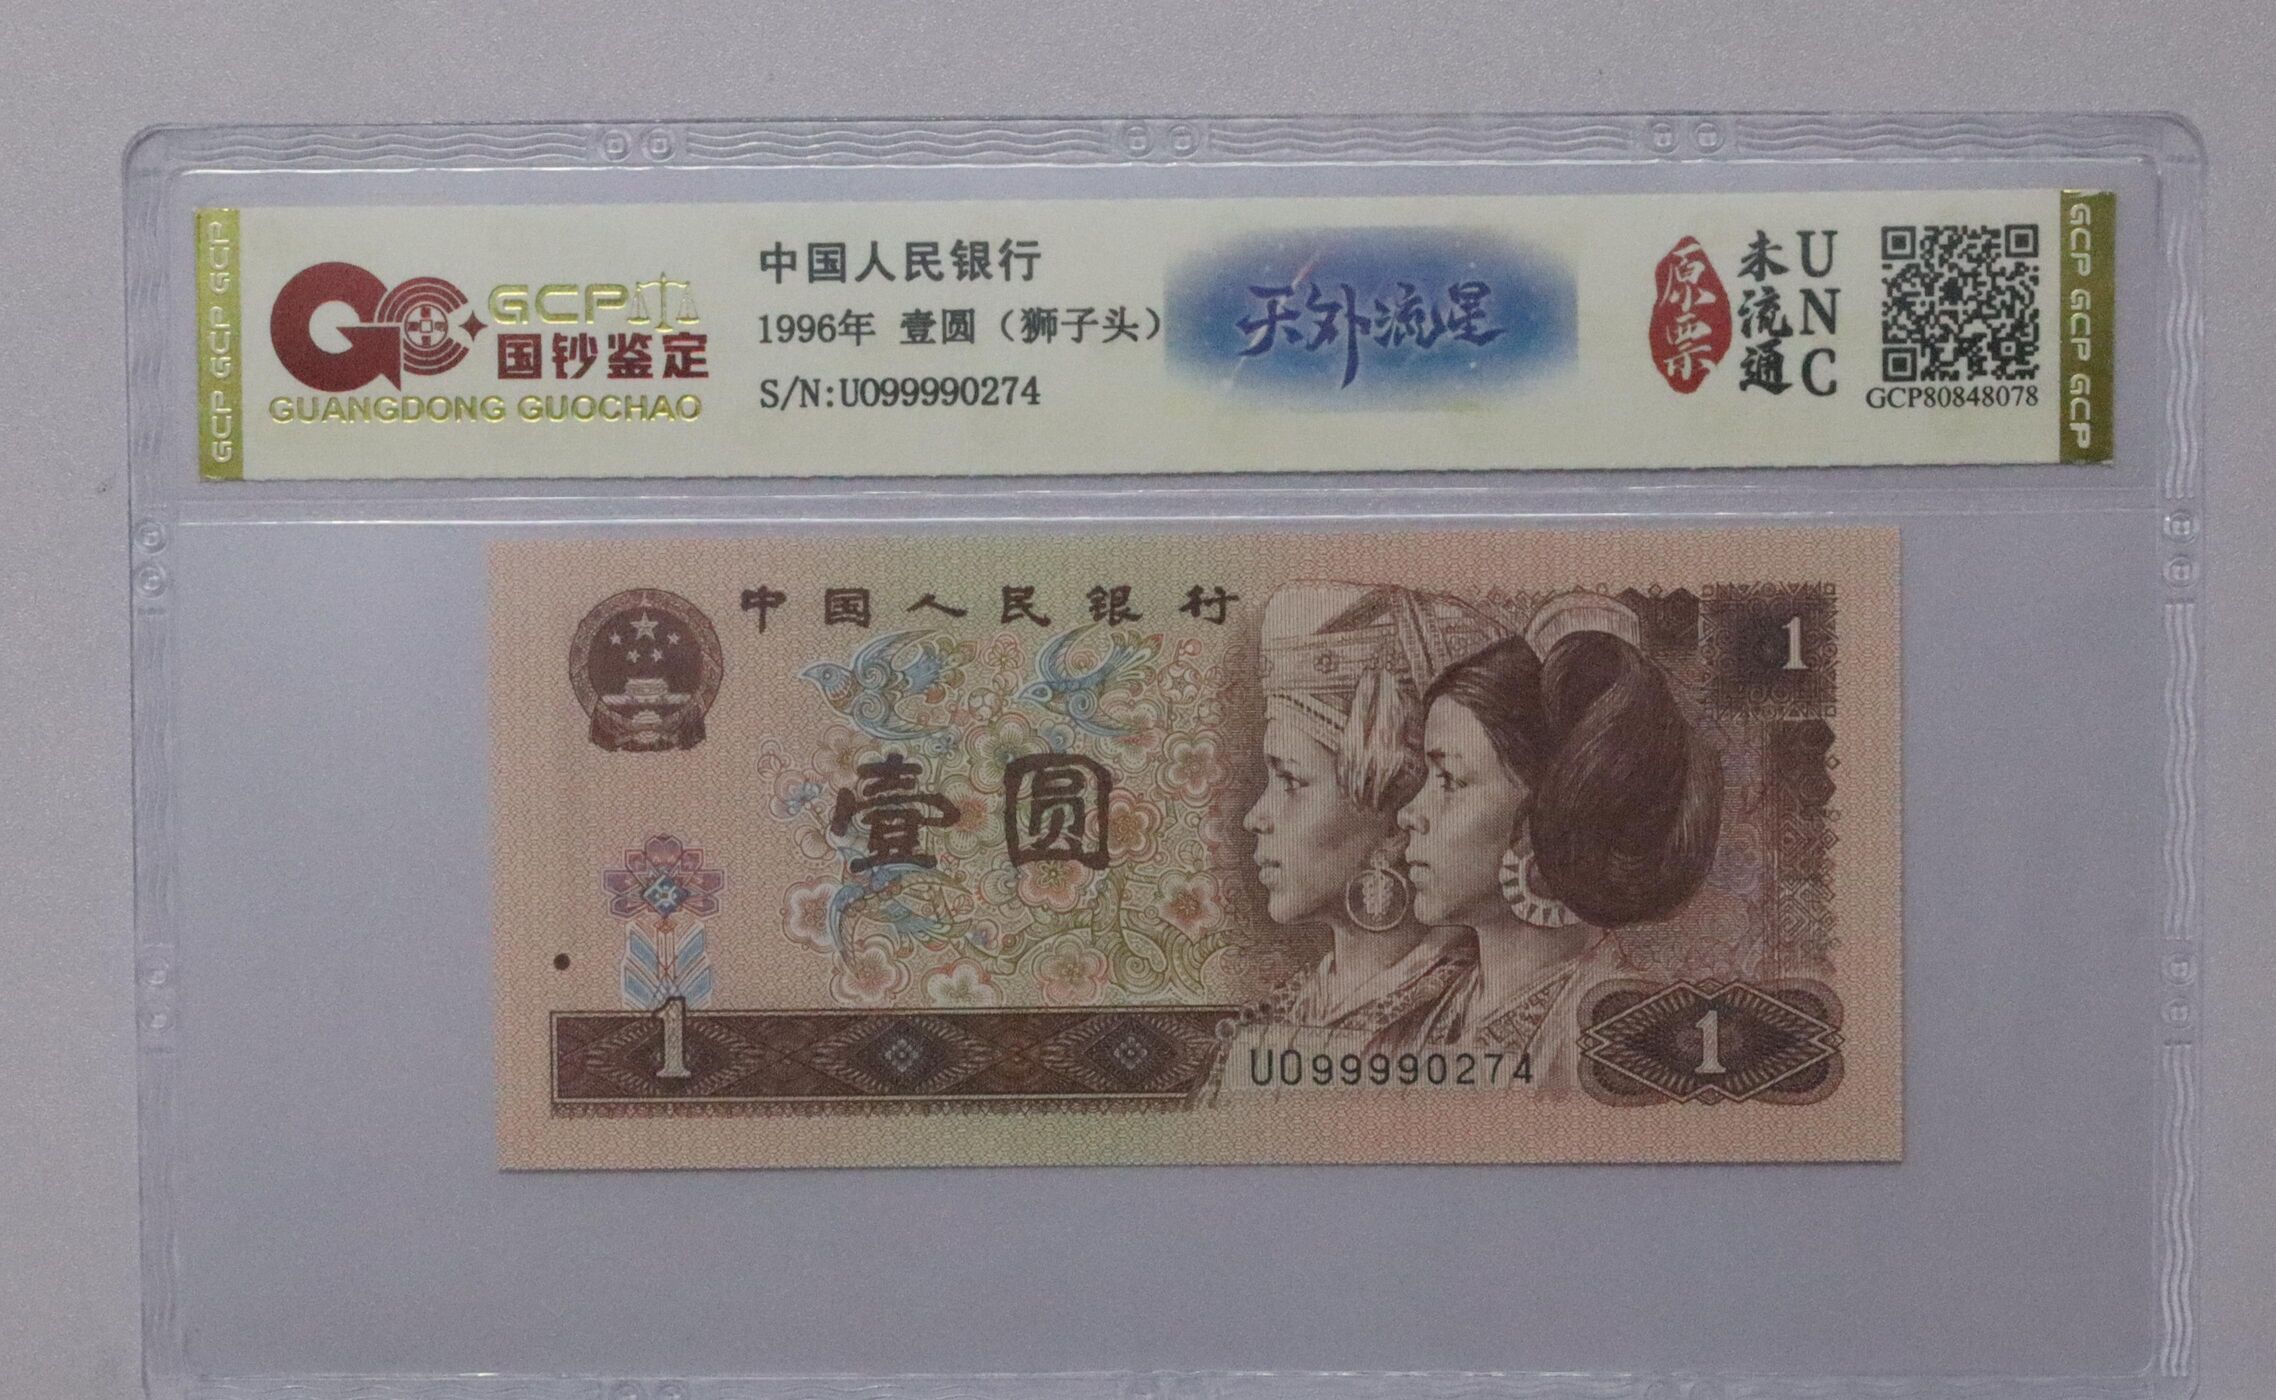 GCP GCP GCP
GCP
国钞鉴定
GUANGDONG GUOCHAO
中国人民银行
1996年 壹圆（狮子头）
S/N:UO99990274
天外流星
原票
未流通
UNC
GCP80848078
GCP GCP GCP
中国人民银行
1
壹圆
1
UO99990274
1